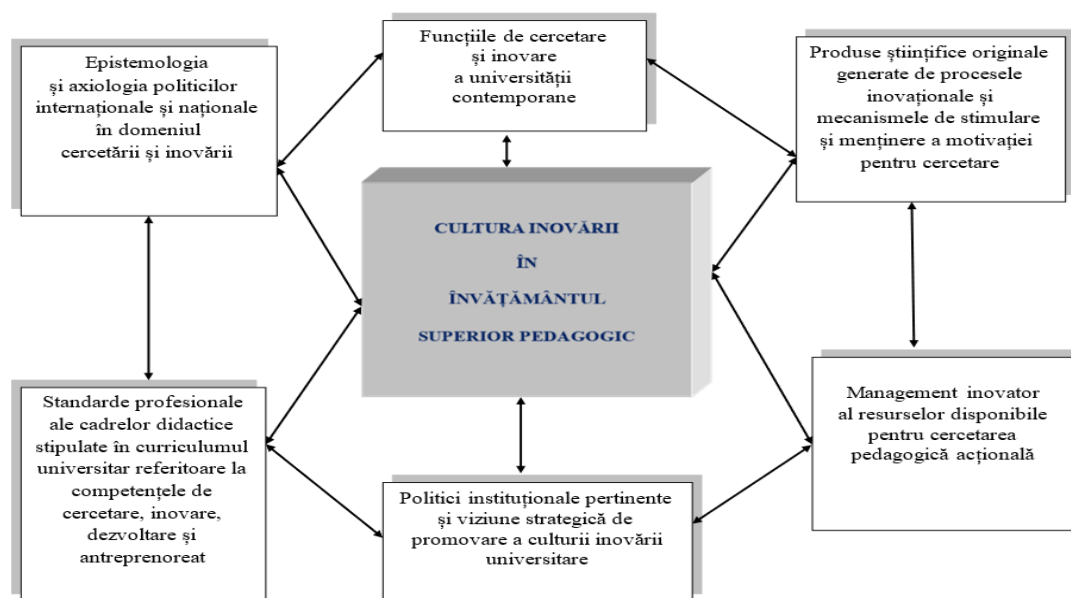 Epistemologia
și axiologia politicilor
internaționale și naționale
în domeniul
cercetării și inovării
Funcțiile de cercetare
și inovare
a universității
contemporane
Produse științifice originale
generate de procesele
inovaționale și
mecanismele de stimulare
și menținere a motivației
pentru cercetare
CULTURA INOVĂRII
ÎN
ÎNVĂȚĂMÂNTUL
SUPERIOR PEDAGOGIC
Standarde profesionale
ale cadrelor didactice
stipulate în curriculumul
universitar referitoare la
competențele de
cercetare, inovare,
dezvoltare și
antreprenoreat
Politici instituționale pertinente
și viziune strategică de
promovare a culturii inovării
universitare
Management inovator
al resurselor disponibile
pentru cercetarea
pedagogică acțională